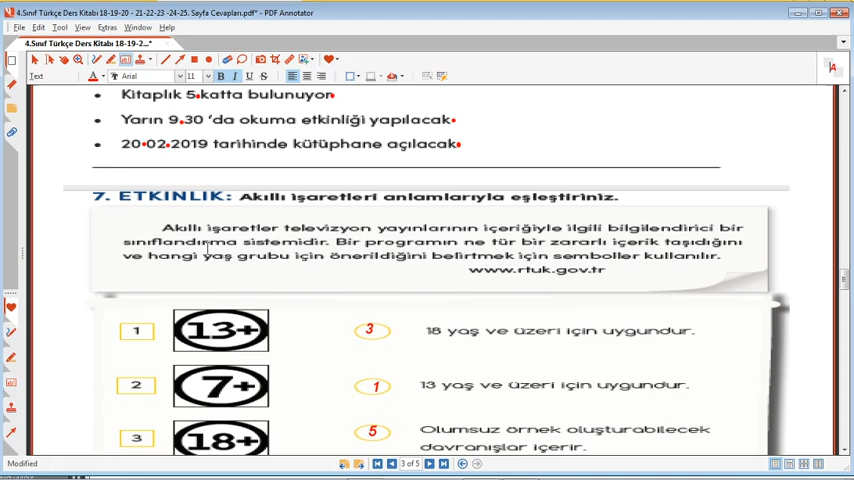 4.Sınıf Türkçe Ders Kitabı 18-19-20 - 21-22-23 -24-25. Sayfa Cevapları.pdf* - PDF Annotator
File Edit Tool View Extras Window Help
4.Sınıf Türkçe Ders Kitabı 18-19-2...*
Text Arial 11 B I U S
• Kitaplık 5.katta bulunuyor.
• Yarın 9.30 'da okuma etkinliği yapılacak.
• 20.02.2019 tarihinde kütüphane açılacak.
7. ETKINLIK: Akıllı işaretleri anlamlarıyla eşleştiriniz.
Akıllı işaretler televizyon yayınlarının içeriğiyle ilgili bilgilendirici bir
sınıflandırma sistemidir. Bir programın ne tür bir zararlı içerik taşıdığını
ve hangi yaş grubu için önerildiğini belirtmek için semboller kullanılır.
www.rtuk.gov.tr
1 13+ 3 18 yaş ve üzeri için uygundur.
2 7+ 1 13 yaş ve üzeri için uygundur.
3 18+ 5 Olumsuz örnek oluşturabilecek
davranışlar içerir.
Modified 3 of 5